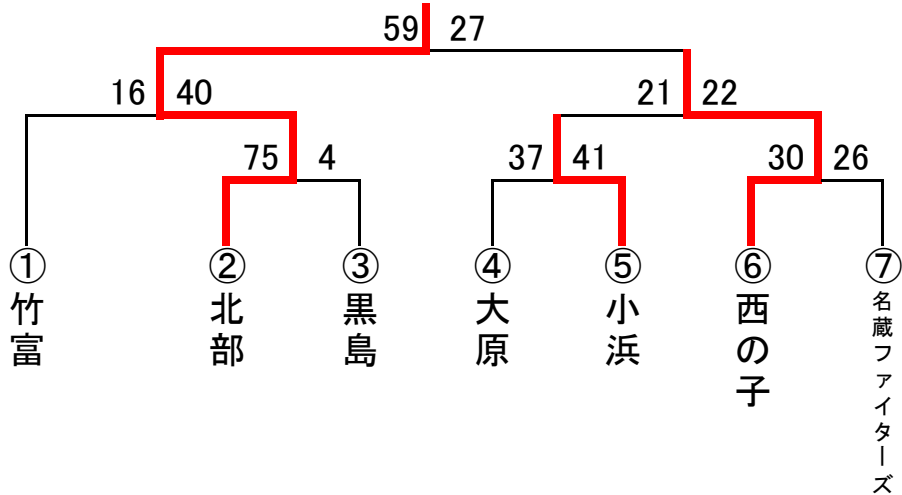 59 27
16 40
21 22
75 4
37 41
30 26
① ② ③ ④ ⑤ ⑥ ⑦
竹富
北部
黒島
大原
小浜
西の子
名蔵ファイターズ